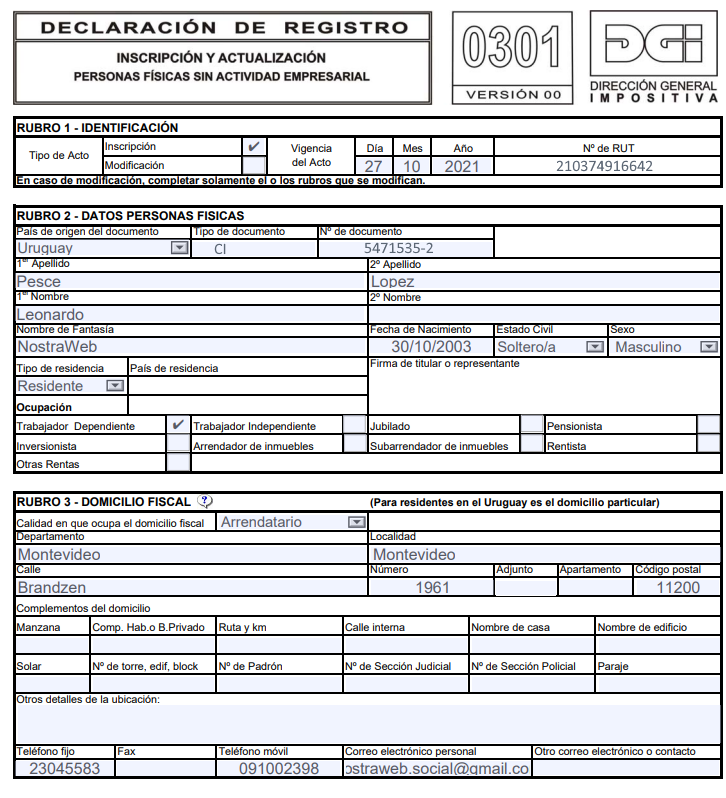 DECLARACIÓN DE REGISTRO
INSCRIPCIÓN Y ACTUALIZACIÓN
PERSONAS FÍSICAS SIN ACTIVIDAD EMPRESARIAL
0301
VERSIÓN 00
DGI
DIRECCIÓN GENERAL
IMPOSITIVA
RUBRO 1 - IDENTIFICACIÓN
Tipo de Acto
Inscripción ✔
Modificación
Vigencia del Acto
Día Mes Año Nº de RUT
27 10 2021 210374916642
En caso de modificación, completar solamente el o los rubros que se modifican.
RUBRO 2 - DATOS PERSONAS FISICAS
País de origen del documento Tipo de documento Nº de documento
Uruguay CI 5471535-2
1er Apellido 2º Apellido
Pesce Lopez
1er Nombre 2º Nombre
Leonardo
Nombre de Fantasía Fecha de Nacimiento Estado Civil Sexo
NostraWeb 30/10/2003 Soltero/a Masculino
Tipo de residencia País de residencia Firma de titular o representante
Residente
Ocupación
Trabajador Dependiente ✔ Trabajador Independiente Jubilado Pensionista
Inversionista Arrendador de inmuebles Subarrendador de inmuebles Rentista
Otras Rentas
RUBRO 3 - DOMICILIO FISCAL ? (Para residentes en el Uruguay es el domicilio particular)
Calidad en que ocupa el domicilio fiscal Arrendatario
Departamento Localidad
Montevideo Montevideo
Calle Número Adjunto Apartamento Código postal
Brandzen 1961 11200
Complementos del domicilio
Manzana Comp. Hab.o B.Privado Ruta y km Calle interna Nombre de casa Nombre de edificio
Solar Nº de torre, edif, block Nº de Padrón Nº de Sección Judicial Nº de Sección Policial Paraje
Otros detalles de la ubicación:
Teléfono fijo Fax Teléfono móvil Correo electrónico personal Otro correo electrónico o contacto
23045583 091002398 ostraweb.social@gmail.co